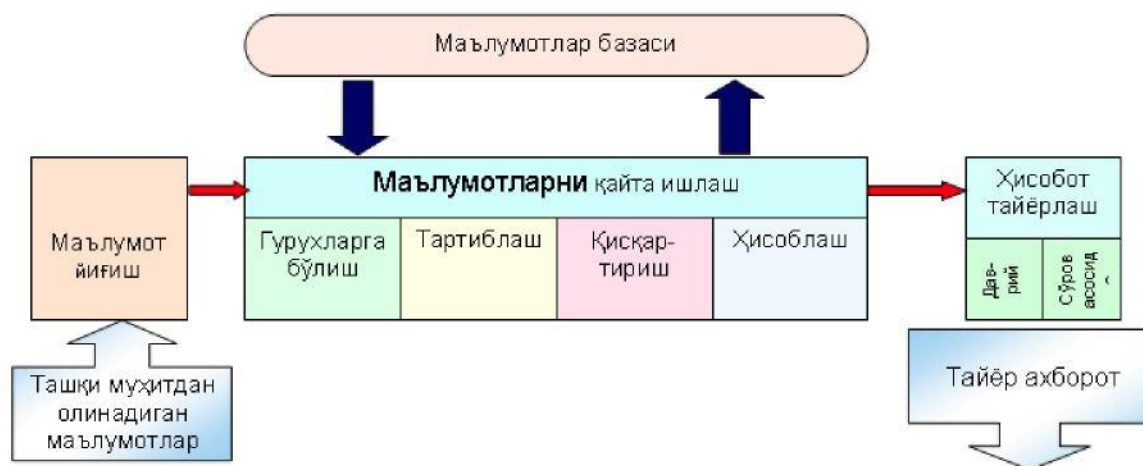 Маълумотлар базаси
Маълумотларни қайта ишлаш
Маълумот
йиғиш
Гурухларга
бўлиш
Тартиблаш
Қисқар-
тириш
Ҳисоблаш
Ҳисобот
тайёрлаш
Дав-
рий
Сўров
асосид
Ташқи муҳитдан
олинадиган
маълумотлар
Тайёр ахборот